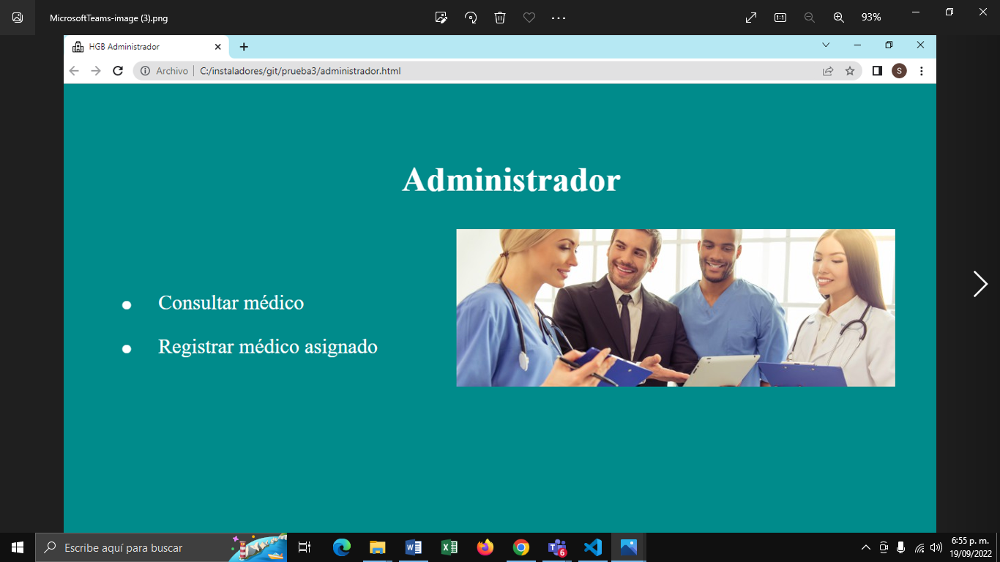 MicrosoftTeams-image (3).png
93%
HGB Administrador
Archivo
C:/instaladores/git/prueba3/administrador.html
S
Administrador
Consultar médico
Registrar médico asignado
Escribe aquí para buscar
6
6:55 p. m.
19/09/2022